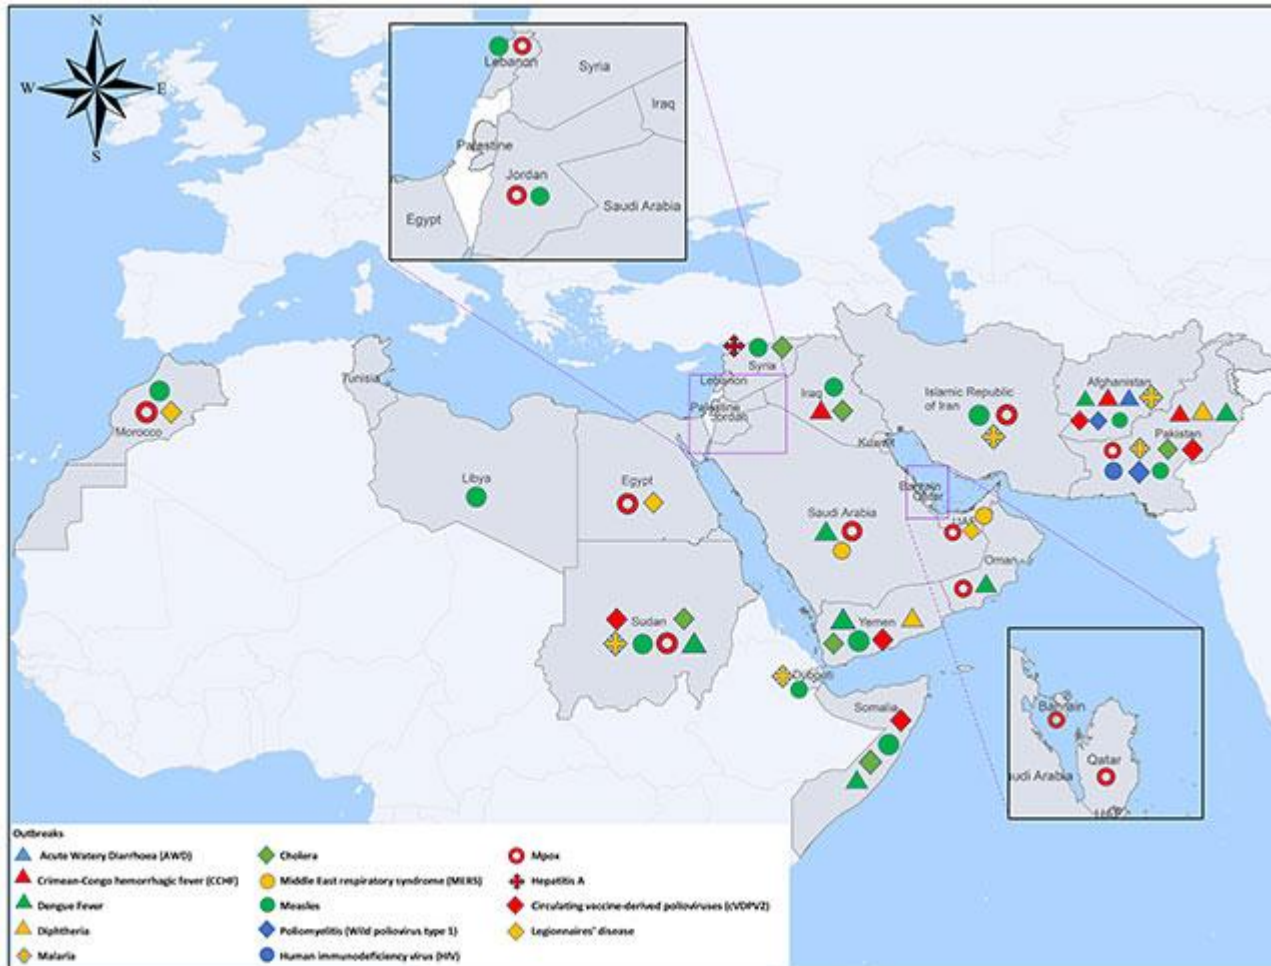 N
W
E
S
Lebanon
Syria
Iraq
Palestine
Jordan
Egypt
Saudi Arabia
Tunisia
Syria
Lebanon
Palestine
Jordan
Iraq
Kuwait
Islamic Republic
of Iran
Afghanistan
Pakistan
Morocco
Libya
Egypt
Bahrain
Qatar
Saudi Arabia
UAE
Oman
Sudan
Yemen
Djibouti
Somalia
Bahrain
Qatar
audi Arabia
UAE
Outbreaks
Acute Watery Diarrhoea (AWD)
Crimean-Congo hemorrhagic fever (CCHF)
Dengue Fever
Diphtheria
Malaria
Cholera
Middle East respiratory syndrome (MERS)
Measles
Poliomyelitis (Wild poliovirus type 1)
Human immunodeficiency virus (HIV)
Mpox
Hepatitis A
Circulating vaccine-derived polioviruses (cVDPV2)
Legionnaires' disease